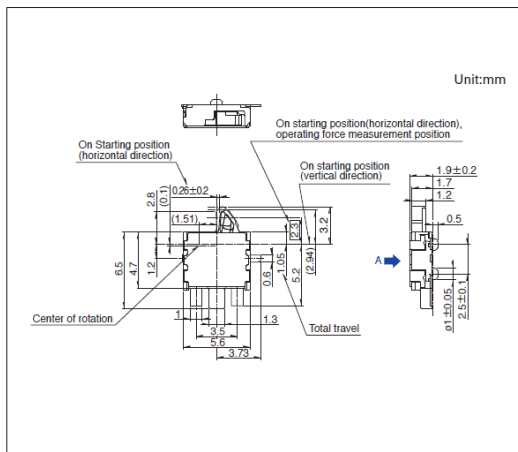 Unit:mm
On starting position(horizontal direction),
operating force measurement position
On Starting position
(horizontal direction)
On starting position
(vertical direction)
0.26±0.2
(1.51)
2.8
(0.1)
2.3
3.2
(2.94)
1.05
5.2
0.6
6.5
4.7
1.2
Center of rotation
1
1.3
3.5
5.6
3.73
Total travel
1.9±0.2
1.7
1.2
0.5
A
ø1±0.05
2.5±0.1